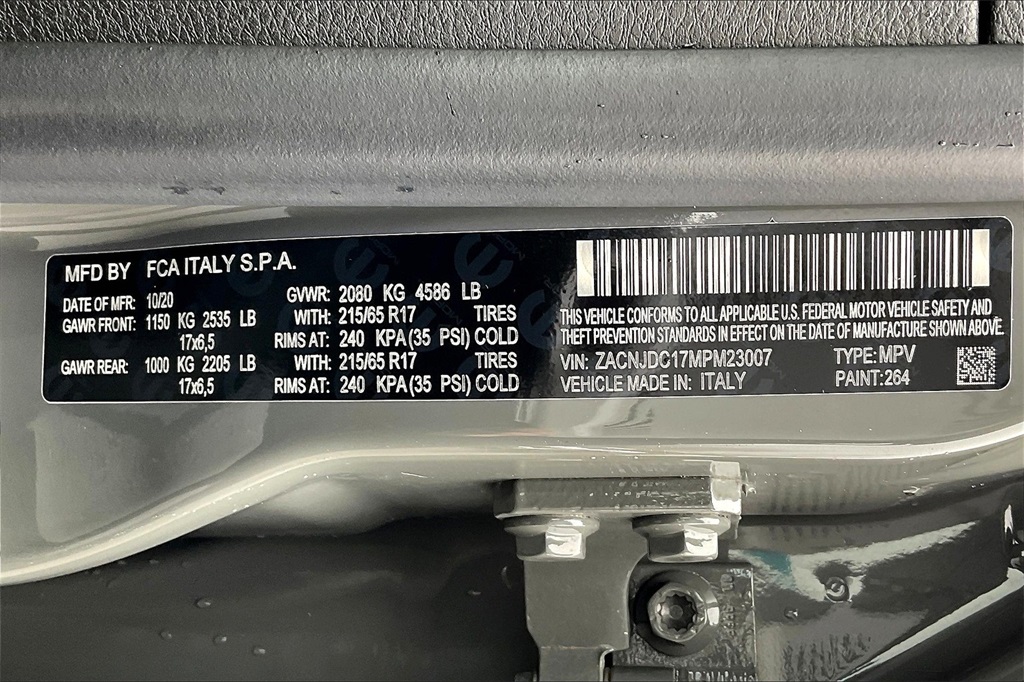 MFD BY FCA ITALY S.P.A.
DATE OF MFR: 10/20 GVWR: 2080 KG 4586 LB
GAWR FRONT: 1150 KG 2535 LB WITH: 215/65 R17 TIRES
17x6,5 RIMS AT: 240 KPA (35 PSI) COLD
GAWR REAR: 1000 KG 2205 LB WITH: 215/65 R17 TIRES
17x6,5 RIMS AT: 240 KPA (35 PSI) COLD
THIS VEHICLE CONFORMS TO ALL APPLICABLE U.S. FEDERAL MOTOR VEHICLE SAFETY AND
THEFT PREVENTION STANDARDS IN EFFECT ON THE DATE OF MANUFACTURE SHOWN ABOVE.
VIN: ZACNJDC17MPM23007 TYPE: MPV
VEHICLE MADE IN: ITALY PAINT: 264